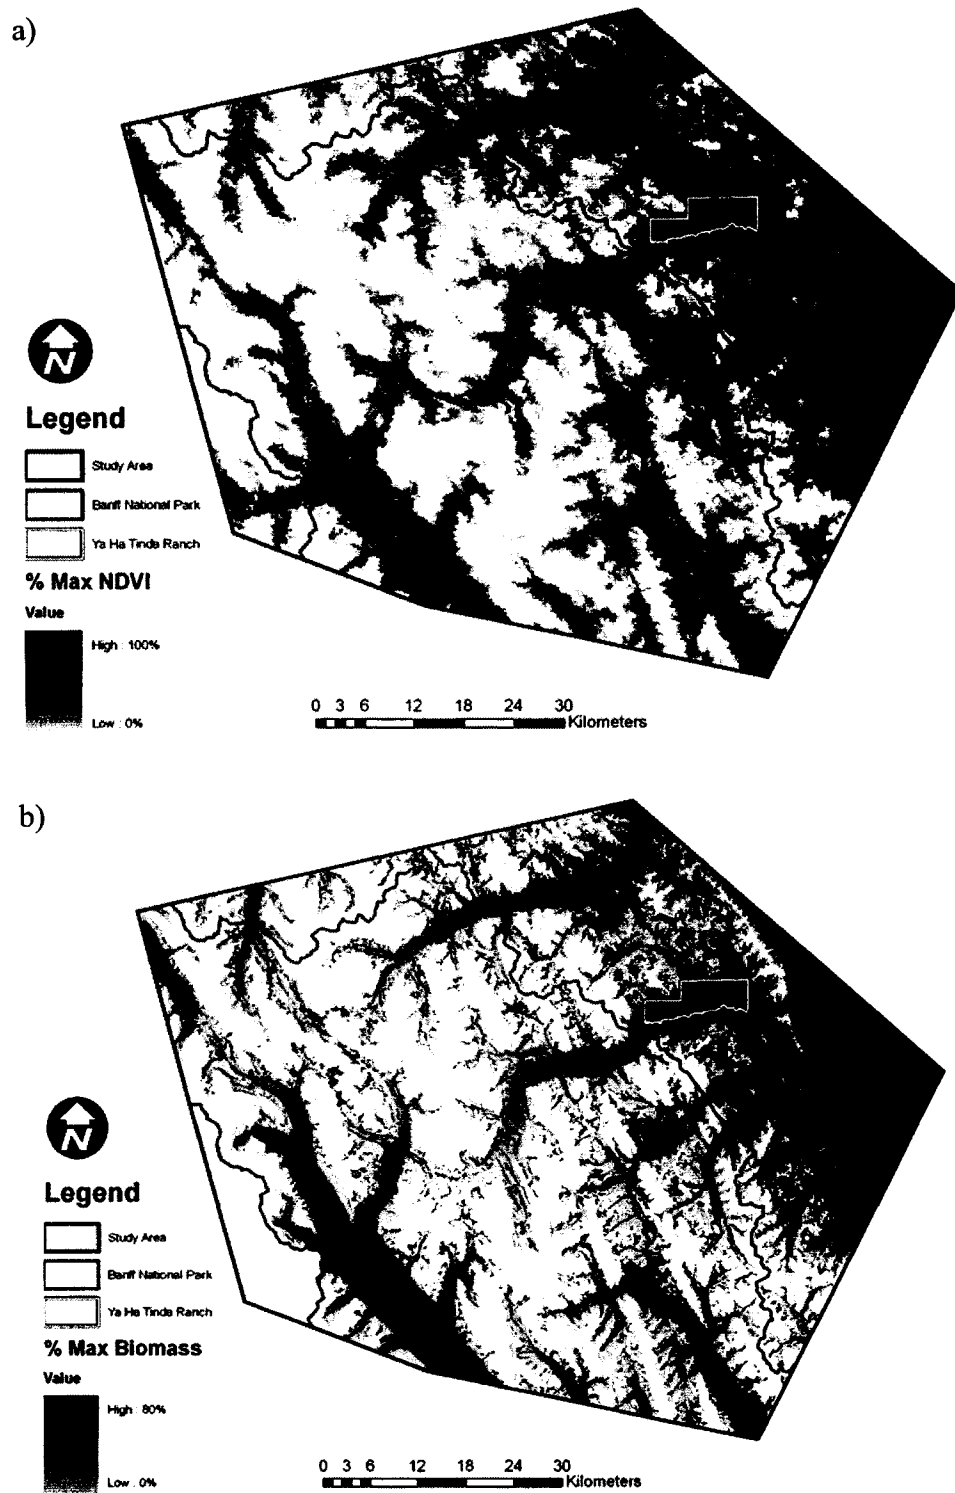 a)
N
Legend
Study Area
Banff National Park
Ya Ha Tinda Ranch
% Max NDVI
Value
High : 100%
Low : 0%
0 3 6 12 18 24 30
Kilometers
b)
N
Legend
Study Area
Banff National Park
Ya Ha Tinda Ranch
% Max Biomass
Value
High : 80%
Low : 0%
0 3 6 12 18 24 30
Kilometers